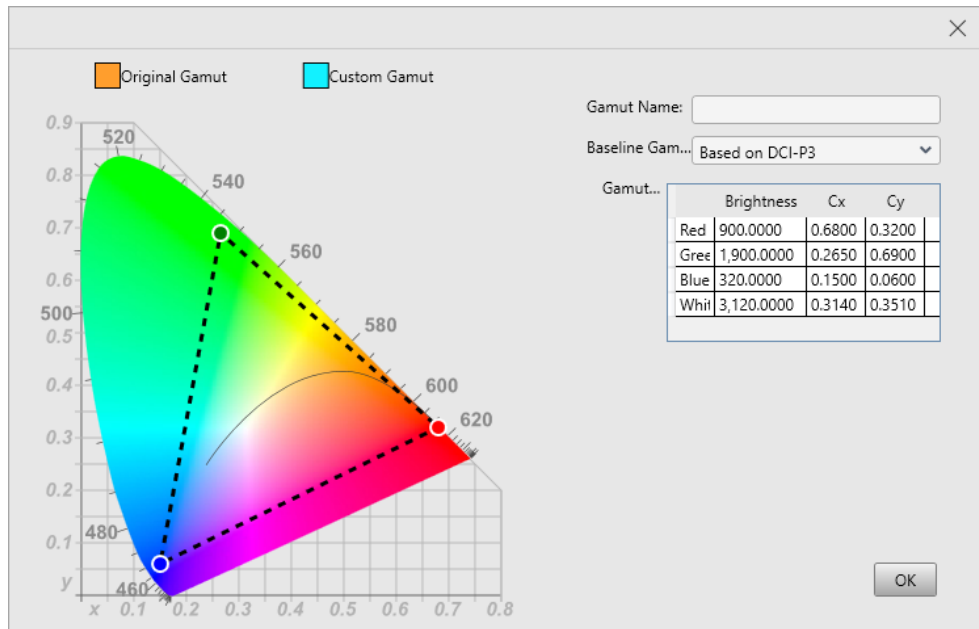 Original Gamut Custom Gamut
Gamut Name:
Baseline Gam... Based on DCI-P3
Gamut...
Brightness Cx Cy
Red 900.0000 0.6800 0.3200
Gree 1,900.0000 0.2650 0.6900
Blue 320.0000 0.1500 0.0600
Whit 3,120.0000 0.3140 0.3510
0.9
520
0.8
540
0.7
560
0.6
500
580
0.5
0.4
600
620
0.3
0.2
480
0.1
460
y
x 0.1 0.2 0.3 0.4 0.5 0.6 0.7 0.8
OK